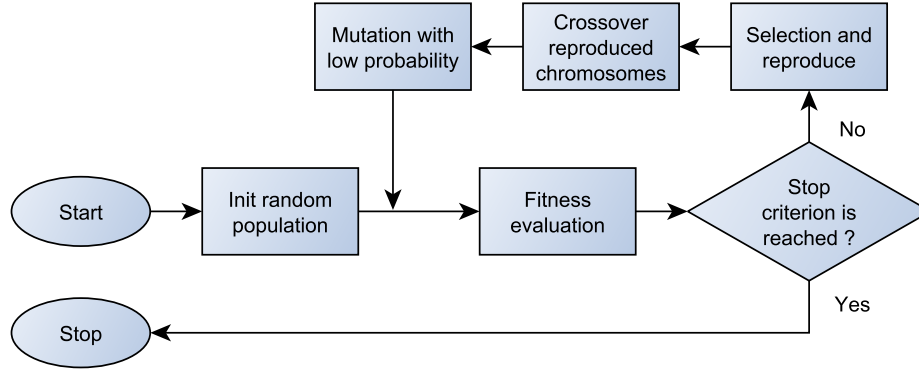 Mutation with
low probability
Crossover
reproduced
chromosomes
Selection and
reproduce
No
Start
Init random
population
Fitness
evaluation
Stop
criterion is
reached ?
Yes
Stop